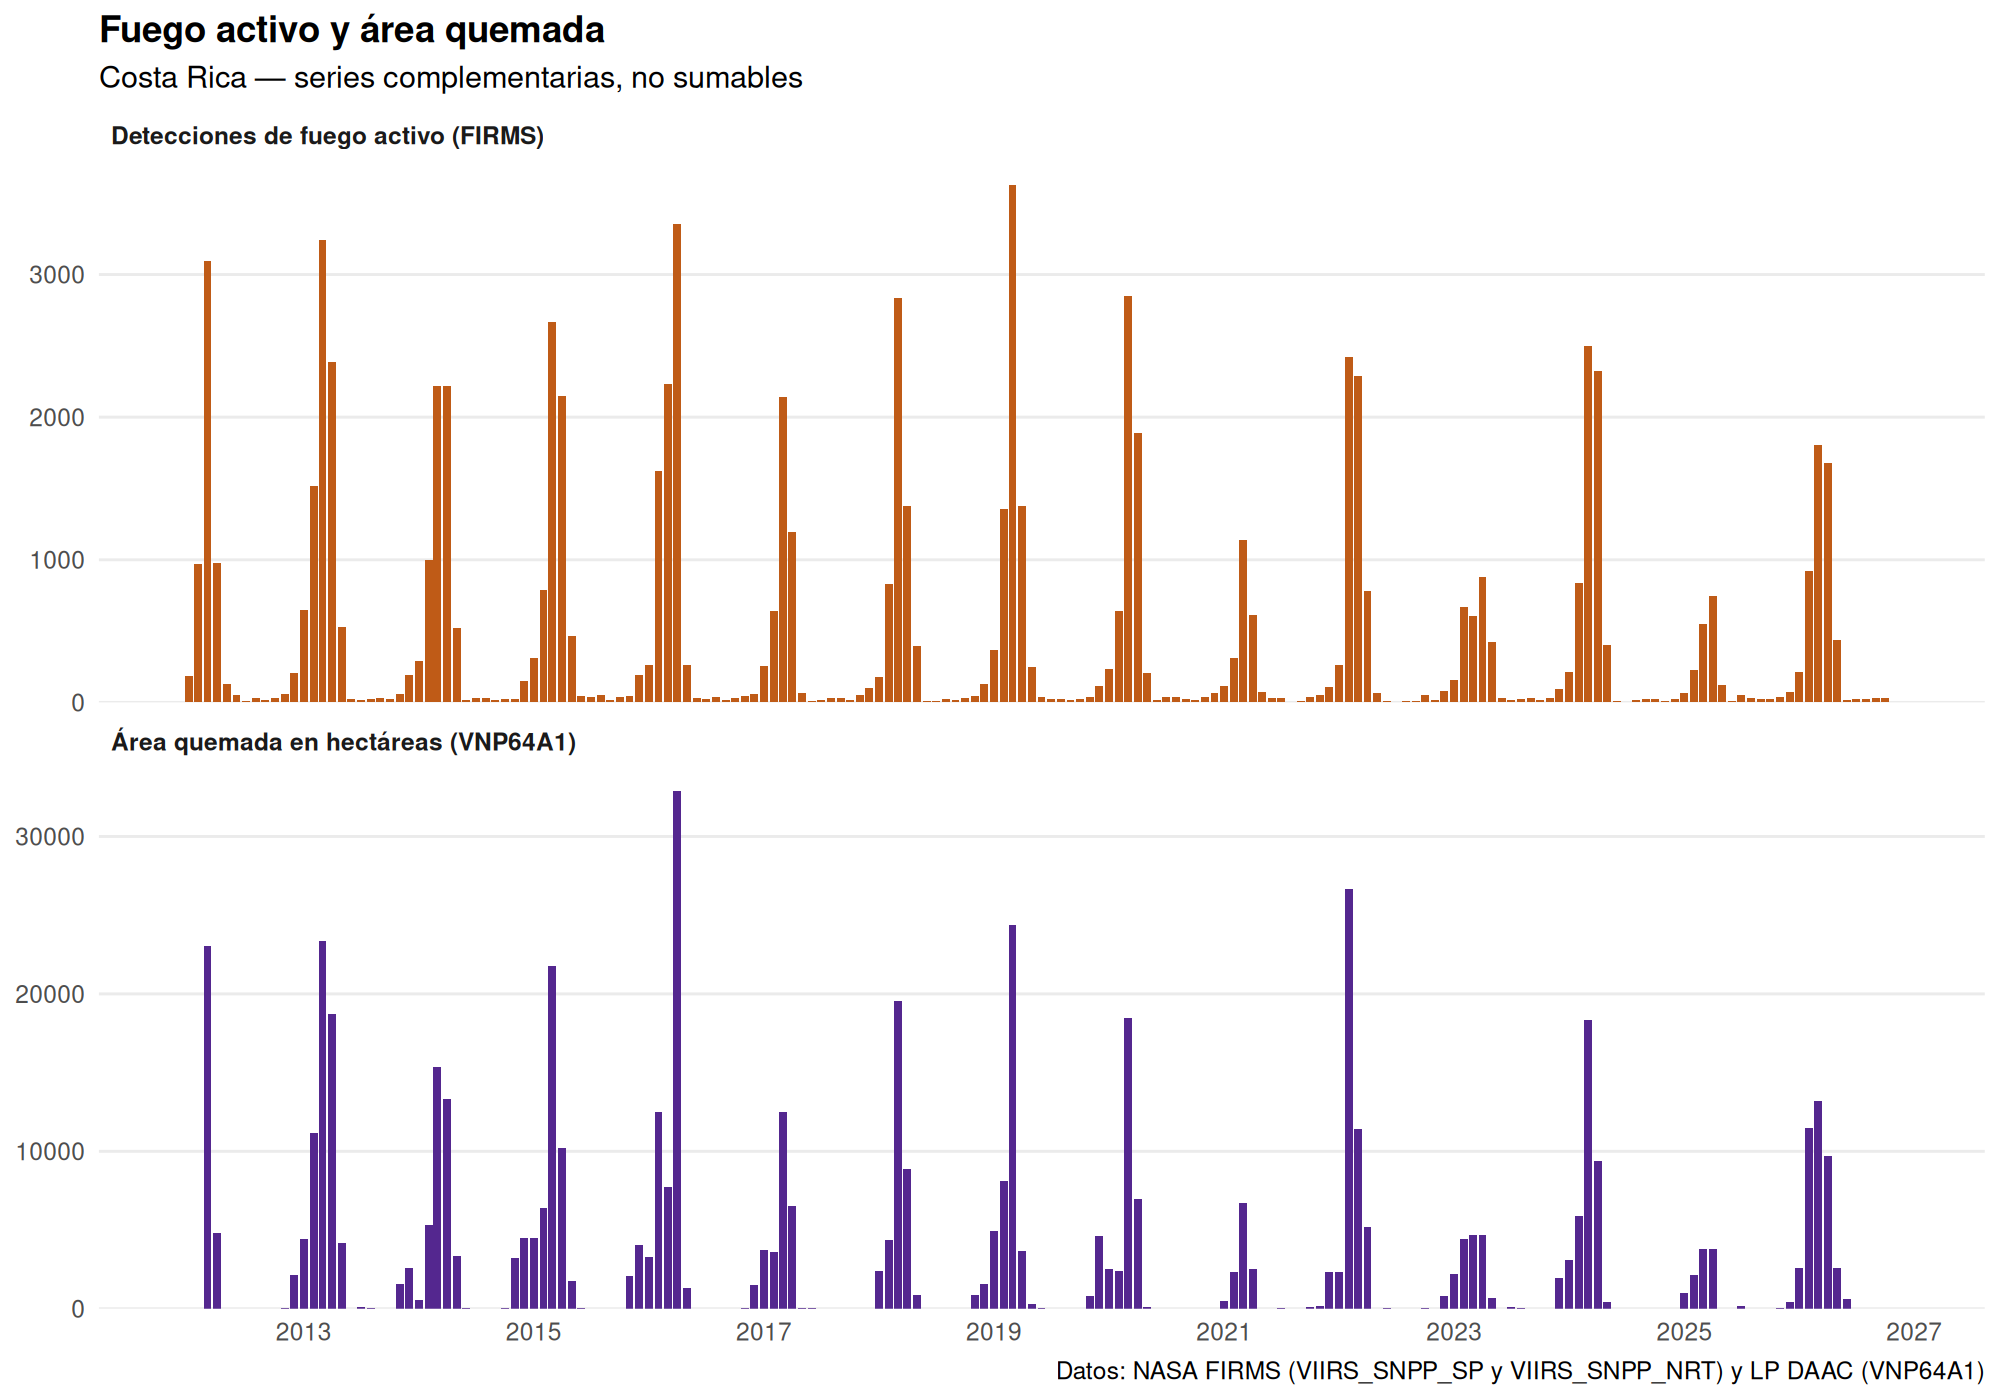 Fuego activo y área quemada
Costa Rica — series complementarias, no sumables
Detecciones de fuego activo (FIRMS)
3000
2000
1000
0
Área quemada en hectáreas (VNP64A1)
30000
20000
10000
0
2013 2015 2017 2019 2021 2023 2025 2027
Datos: NASA FIRMS (VIIRS_SNPP_SP y VIIRS_SNPP_NRT) y LP DAAC (VNP64A1)